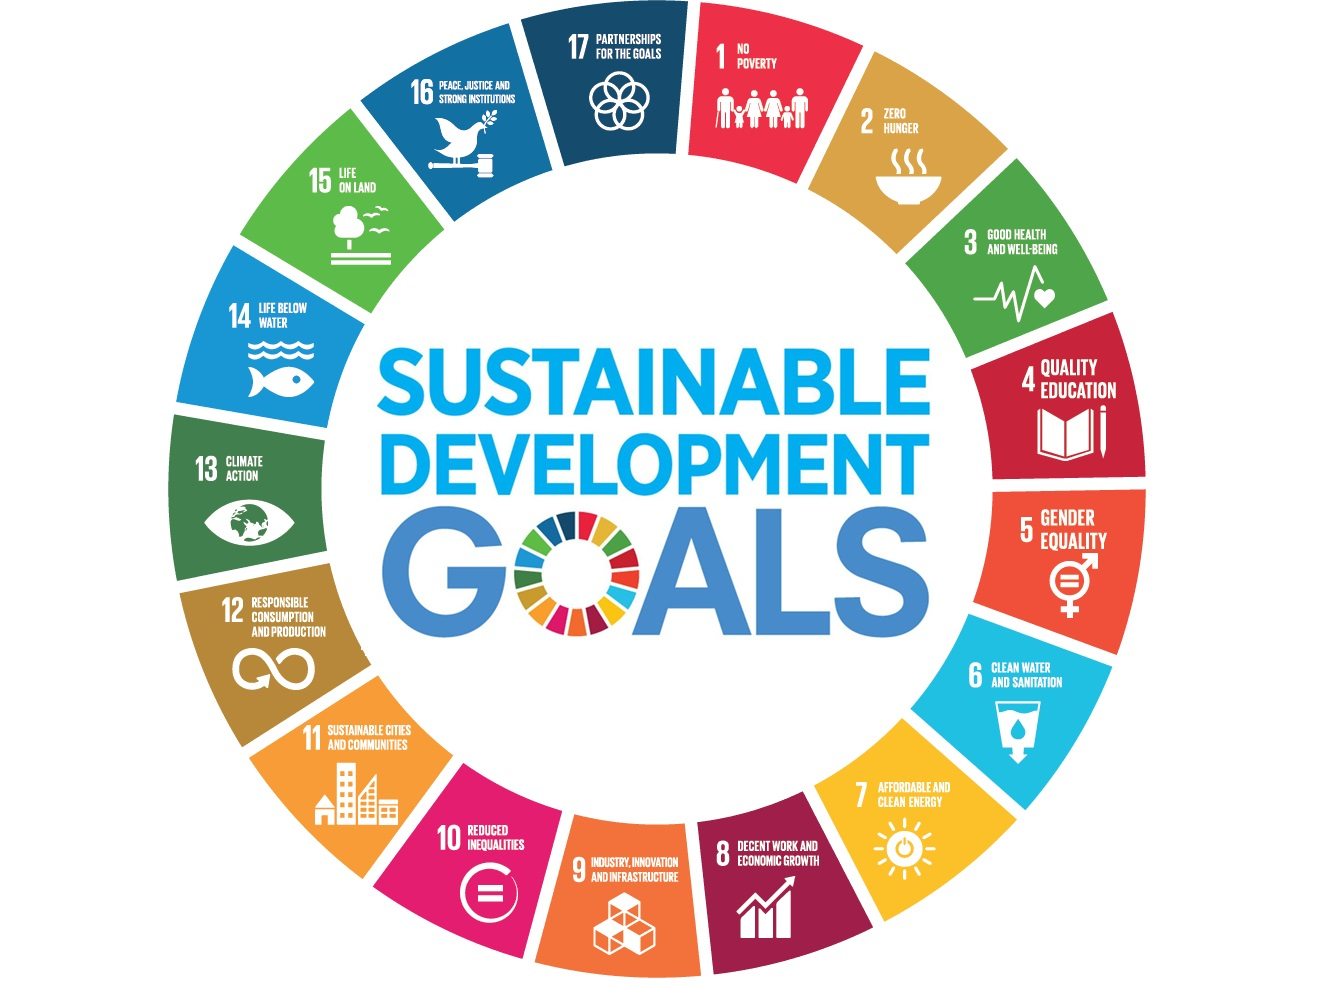 1 NO
POVERTY
2 ZERO
HUNGER
3 GOOD HEALTH
AND WELL-BEING
4 QUALITY
EDUCATION
5 GENDER
EQUALITY
6 CLEAN WATER
AND SANITATION
7 AFFORDABLE AND
CLEAN ENERGY
8 DECENT WORK AND
ECONOMIC GROWTH
9 INDUSTRY, INNOVATION
AND INFRASTRUCTURE
10 REDUCED
INEQUALITIES
11 SUSTAINABLE CITIES
AND COMMUNITIES
12 RESPONSIBLE
CONSUMPTION
AND PRODUCTION
13 CLIMATE
ACTION
14 LIFE BELOW
WATER
15 LIFE
ON LAND
16 PEACE, JUSTICE AND
STRONG INSTITUTIONS
17 PARTNERSHIPS
FOR THE GOALS
SUSTAINABLE
DEVELOPMENT
GOALS